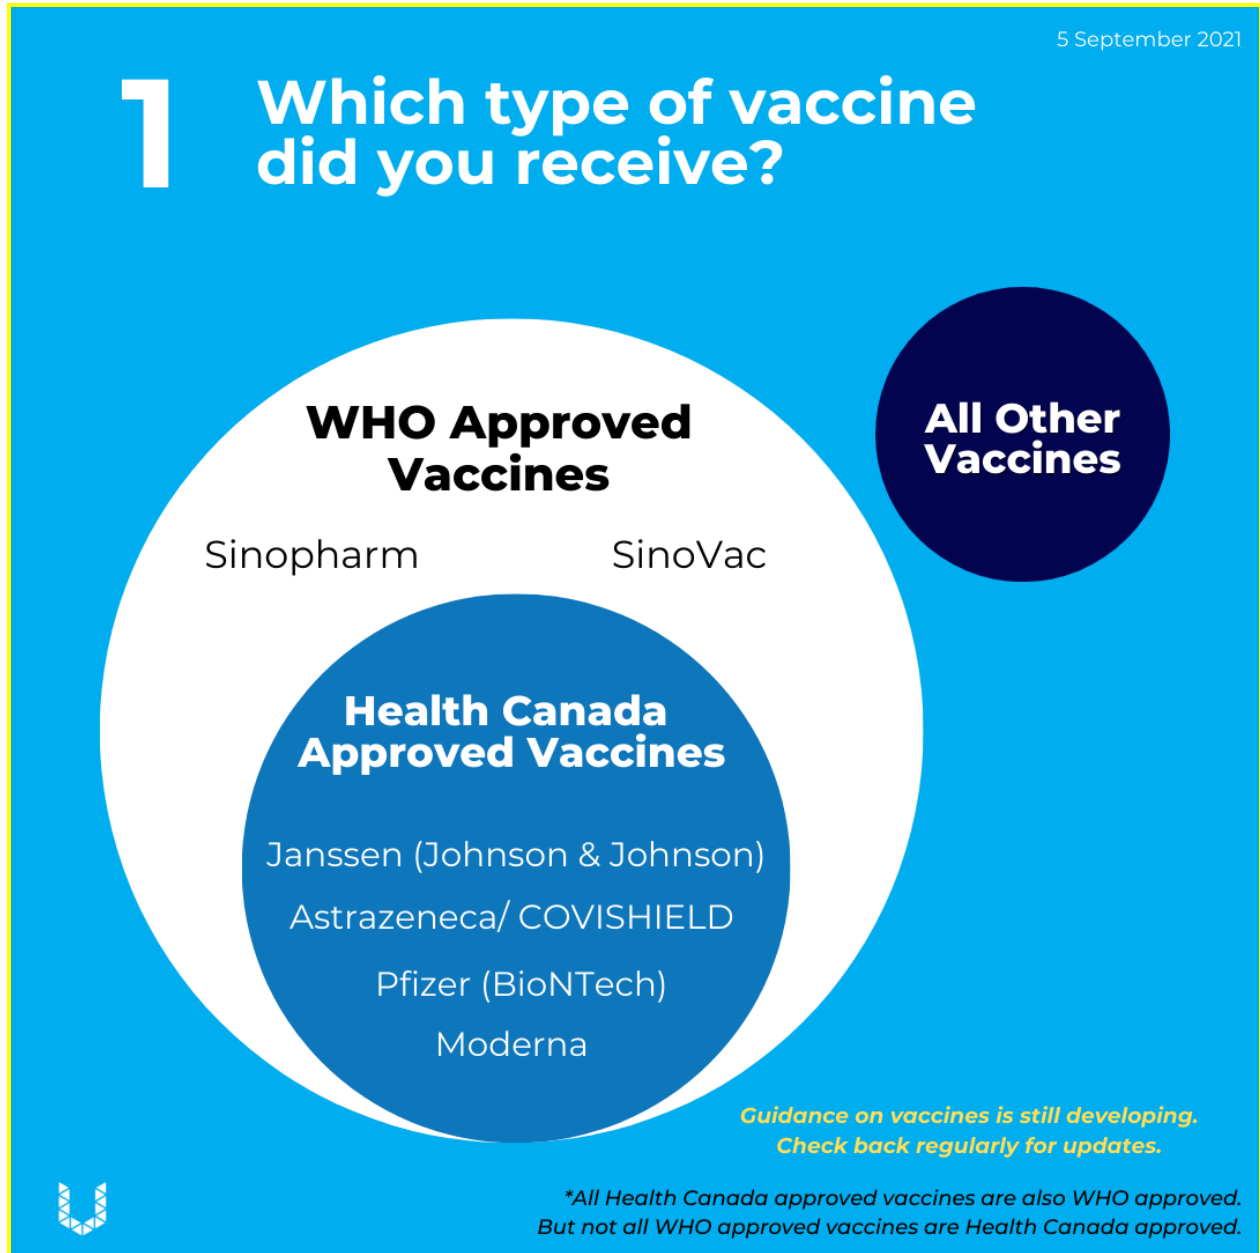 5 September 2021
1
Which type of vaccine
did you receive?
WHO Approved
Vaccines
Sinopharm
SinoVac
All Other
Vaccines
Health Canada
Approved Vaccines
Janssen (Johnson & Johnson)
Astrazeneca/ COVISHIELD
Pfizer (BioNTech)
Moderna
Guidance on vaccines is still developing.
Check back regularly for updates.
*All Health Canada approved vaccines are also WHO approved.
But not all WHO approved vaccines are Health Canada approved.